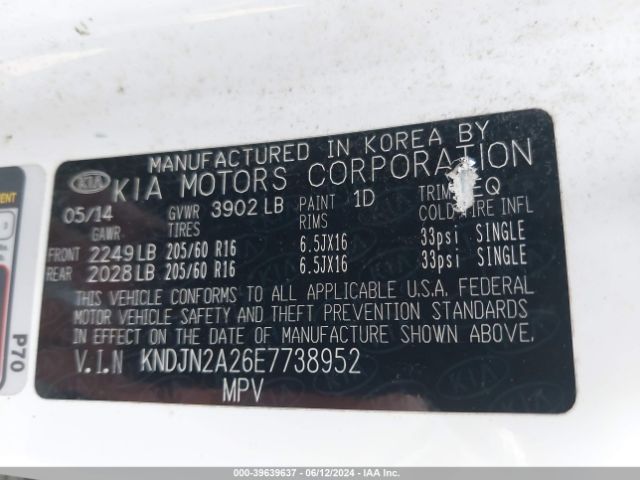 MANUFACTURED IN KOREA BY
KIA KIA MOTORS CORPORATION
05/14 GVWR 3902 LB PAINT 1D TRIM EQ
GAWR TIRES RIMS COLD TIRE INFL
FRONT 2249 LB 205/60 R16 6.5JX16 33psi SINGLE
REAR 2028 LB 205/60 R16 6.5JX16 33psi SINGLE
THIS VEHICLE CONFORMS TO ALL APPLICABLE U.S.A. FEDERAL
MOTOR VEHICLE SAFETY AND THEFT PREVENTION STANDARDS
IN EFFECT ON THE DATE OF MANUFACTURE SHOWN ABOVE.
V.I.N KNDJN2A26E7738952
MPV
P70
000-39639637 - 06/12/2024 - IAA Inc.